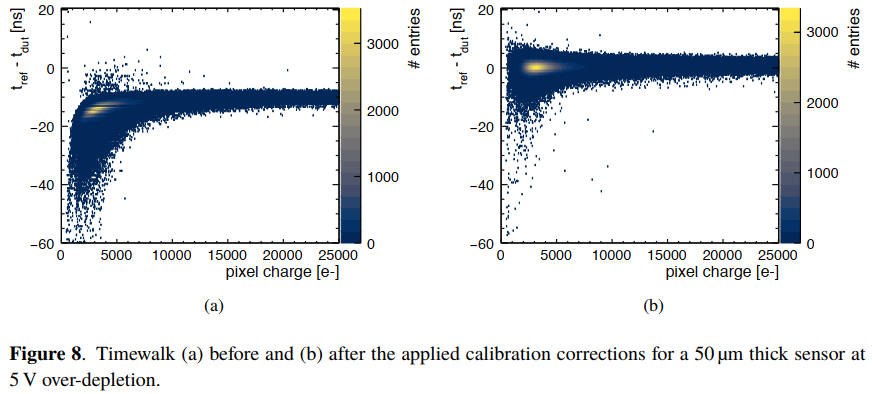 20
0
−20
−40
−60
t_ref - t_dut [ns]
0 5000 10000 15000 20000 25000
pixel charge [e-]
3000
2000
1000
0
# entries
(a)
20
0
−20
−40
−60
t_ref - t_dut [ns]
0 5000 10000 15000 20000 25000
pixel charge [e-]
3000
2000
1000
0
# entries
(b)
Figure 8. Timewalk (a) before and (b) after the applied calibration corrections for a 50 µm thick sensor at
5 V over-depletion.